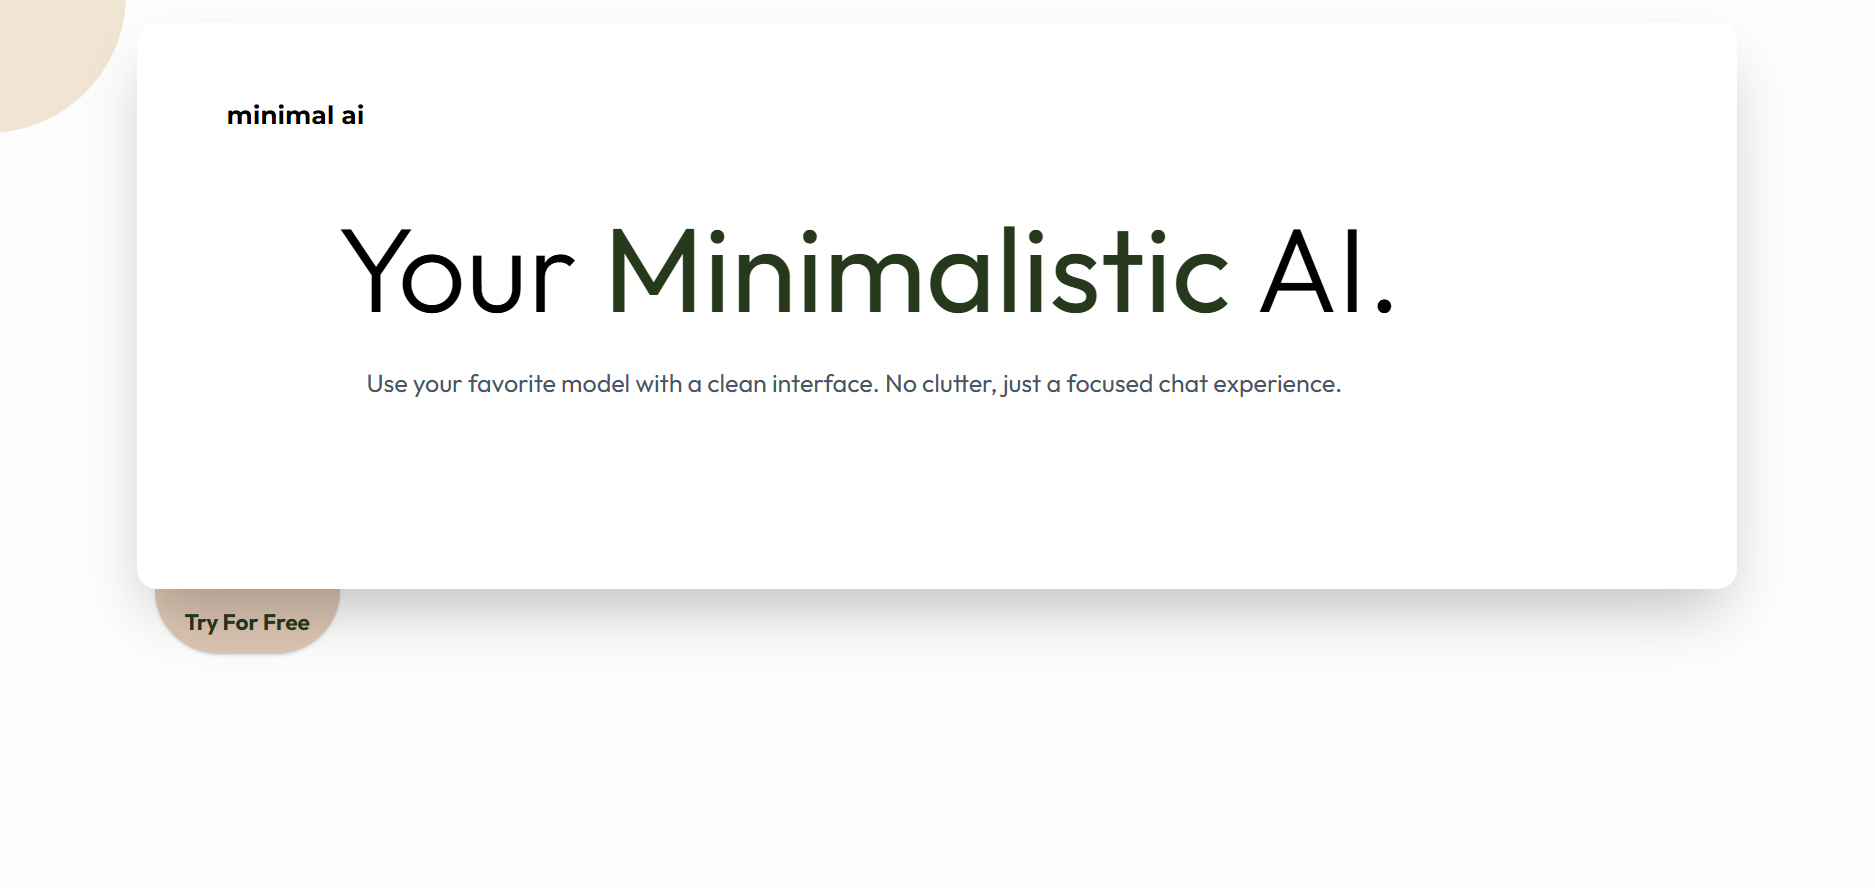 minimal ai
Your Minimalistic AI.
Use your favorite model with a clean interface. No clutter, just a focused chat experience.
Try For Free